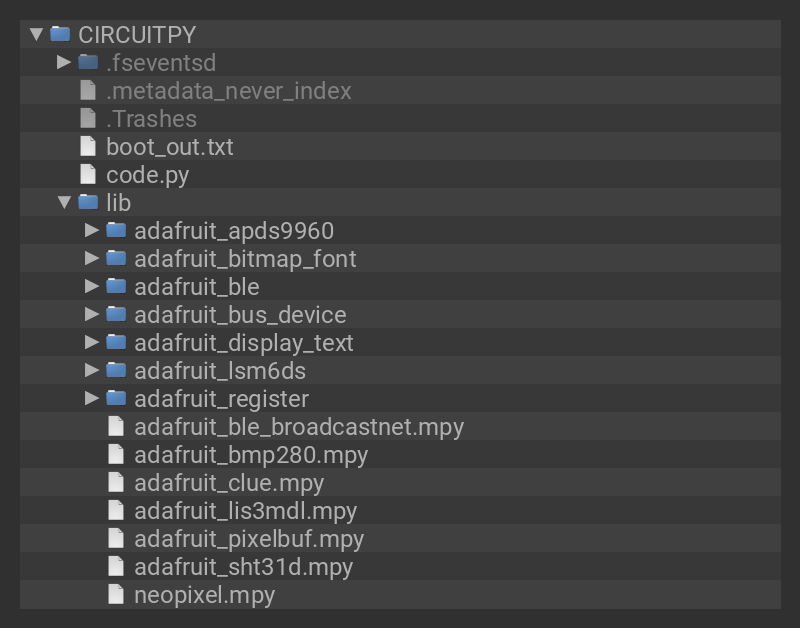 CIRCUITPY
.fseventsd
.metadata_never_index
.Trashes
boot_out.txt
code.py
lib
adafruit_apds9960
adafruit_bitmap_font
adafruit_ble
adafruit_bus_device
adafruit_display_text
adafruit_lsm6ds
adafruit_register
adafruit_ble_broadcastnet.mpy
adafruit_bmp280.mpy
adafruit_clue.mpy
adafruit_lis3mdl.mpy
adafruit_pixelbuf.mpy
adafruit_sht31d.mpy
neopixel.mpy